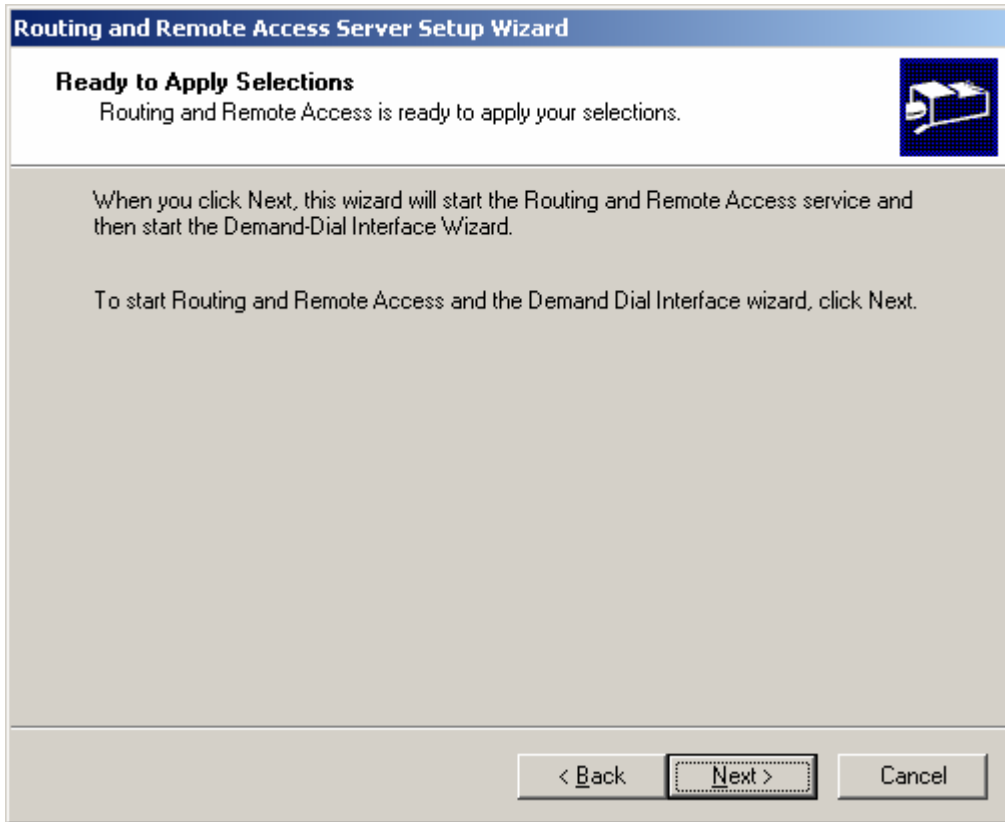 Routing and Remote Access Server Setup Wizard
Ready to Apply Selections
Routing and Remote Access is ready to apply your selections.
When you click Next, this wizard will start the Routing and Remote Access service and
then start the Demand-Dial Interface Wizard.
To start Routing and Remote Access and the Demand Dial Interface wizard, click Next.
< Back Next > Cancel